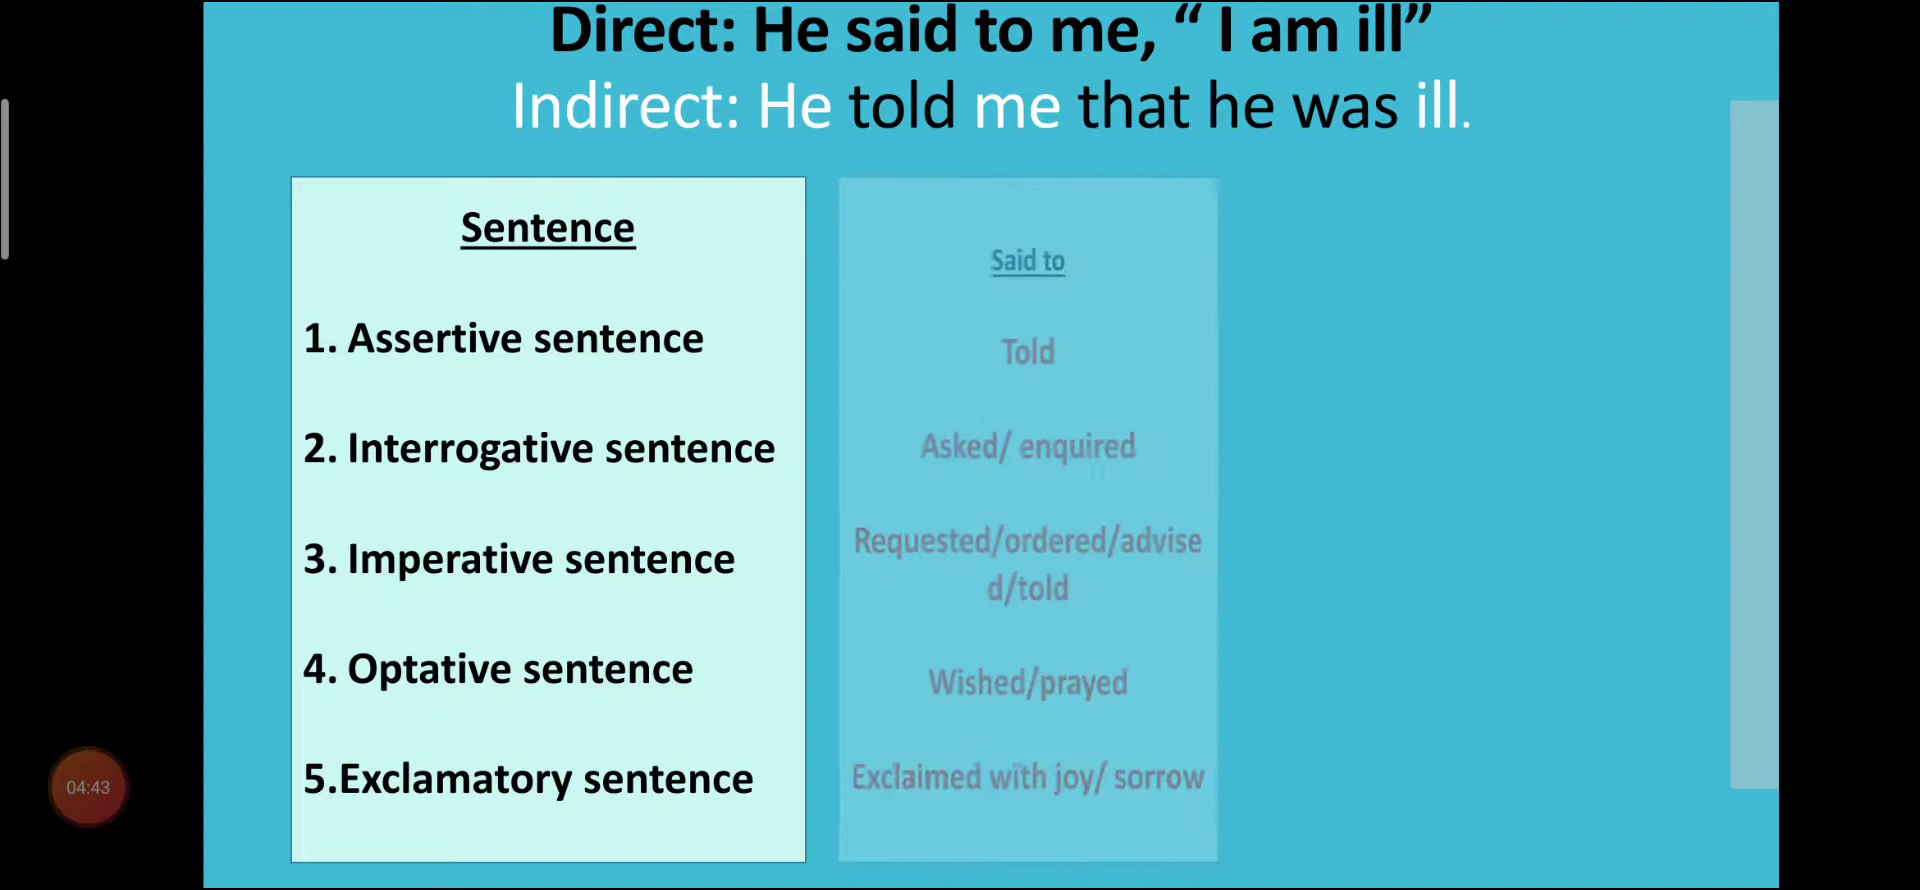 Direct: He said to me, “ I am ill”
Indirect: He told me that he was ill.
Sentence
1. Assertive sentence
2. Interrogative sentence
3. Imperative sentence
4. Optative sentence
5.Exclamatory sentence
Said to
Told
Asked/ enquired
Requested/ordered/advise
d/told
Wished/prayed
Exclaimed with joy/ sorrow
04:43